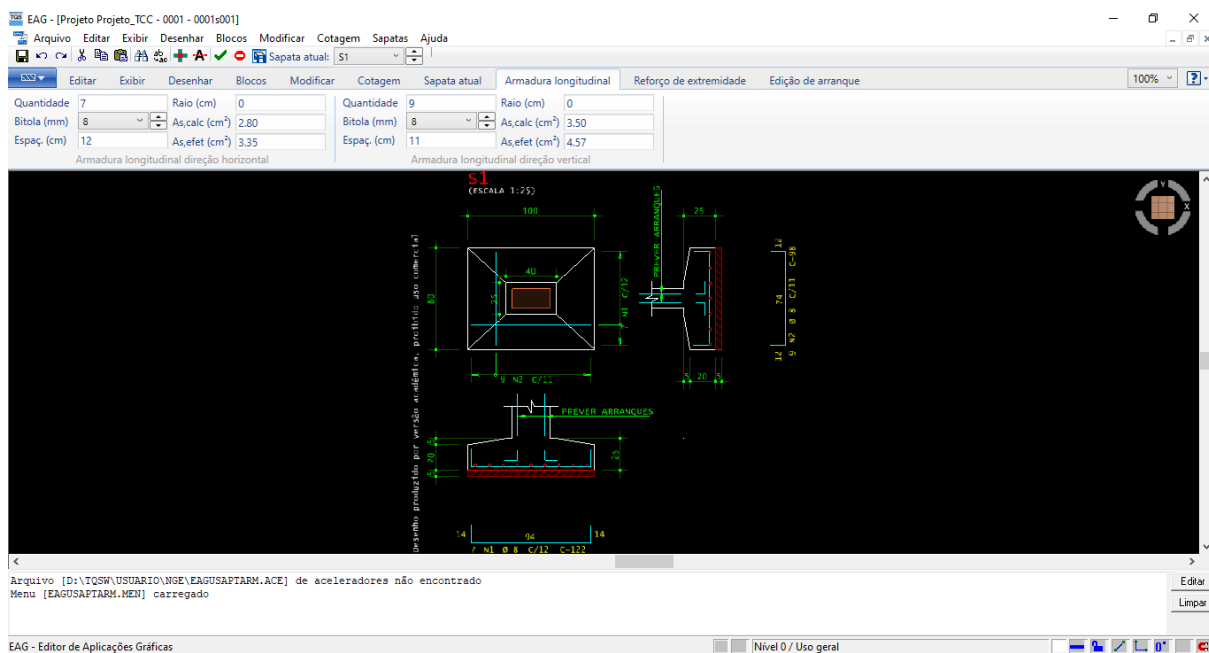 TQS EAG - [Projeto Projeto_TCC - 0001 - 0001s001]
Arquivo Editar Exibir Desenhar Blocos Modificar Cotagem Sapatas Ajuda
Sapata atual: S1
Editar Exibir Desenhar Blocos Modificar Cotagem Sapata atual Armadura longitudinal Reforço de extremidade Edição de arranque 100%
Quantidade 7 Raio (cm) 0 Quantidade 9 Raio (cm) 0
Bitola (mm) 8 As,calc (cm²) 2.80 Bitola (mm) 8 As,calc (cm²) 3.50
Espaç. (cm) 12 As,efet (cm²) 3.35 Espaç. (cm) 11 As,efet (cm²) 4.57
Armadura longitudinal direção horizontal Armadura longitudinal direção vertical
S1
(ESCALA 1:25)
100
80
40
25
7 N1 C/12
9 N2 C/11
PREVER ARRANQUES
25
5 20 5
12 74 12
9 N2 Ø 8 C/11 C-98
Desenho produzido por versão acadêmica, proibido uso comercial
PREVER ARRANQUES
5 20 5
25
14 94 14
7 N1 Ø 8 C/12 C-122
Y
X
Arquivo [D:\TQSW\USUARIO\NGE\EAGUSAPTARM.ACE] de aceleradores não encontrado
Menu [EAGUSAPTARM.MEN] carregado
Editar
Limpar
EAG - Editor de Aplicações Gráficas Nível 0 / Uso geral